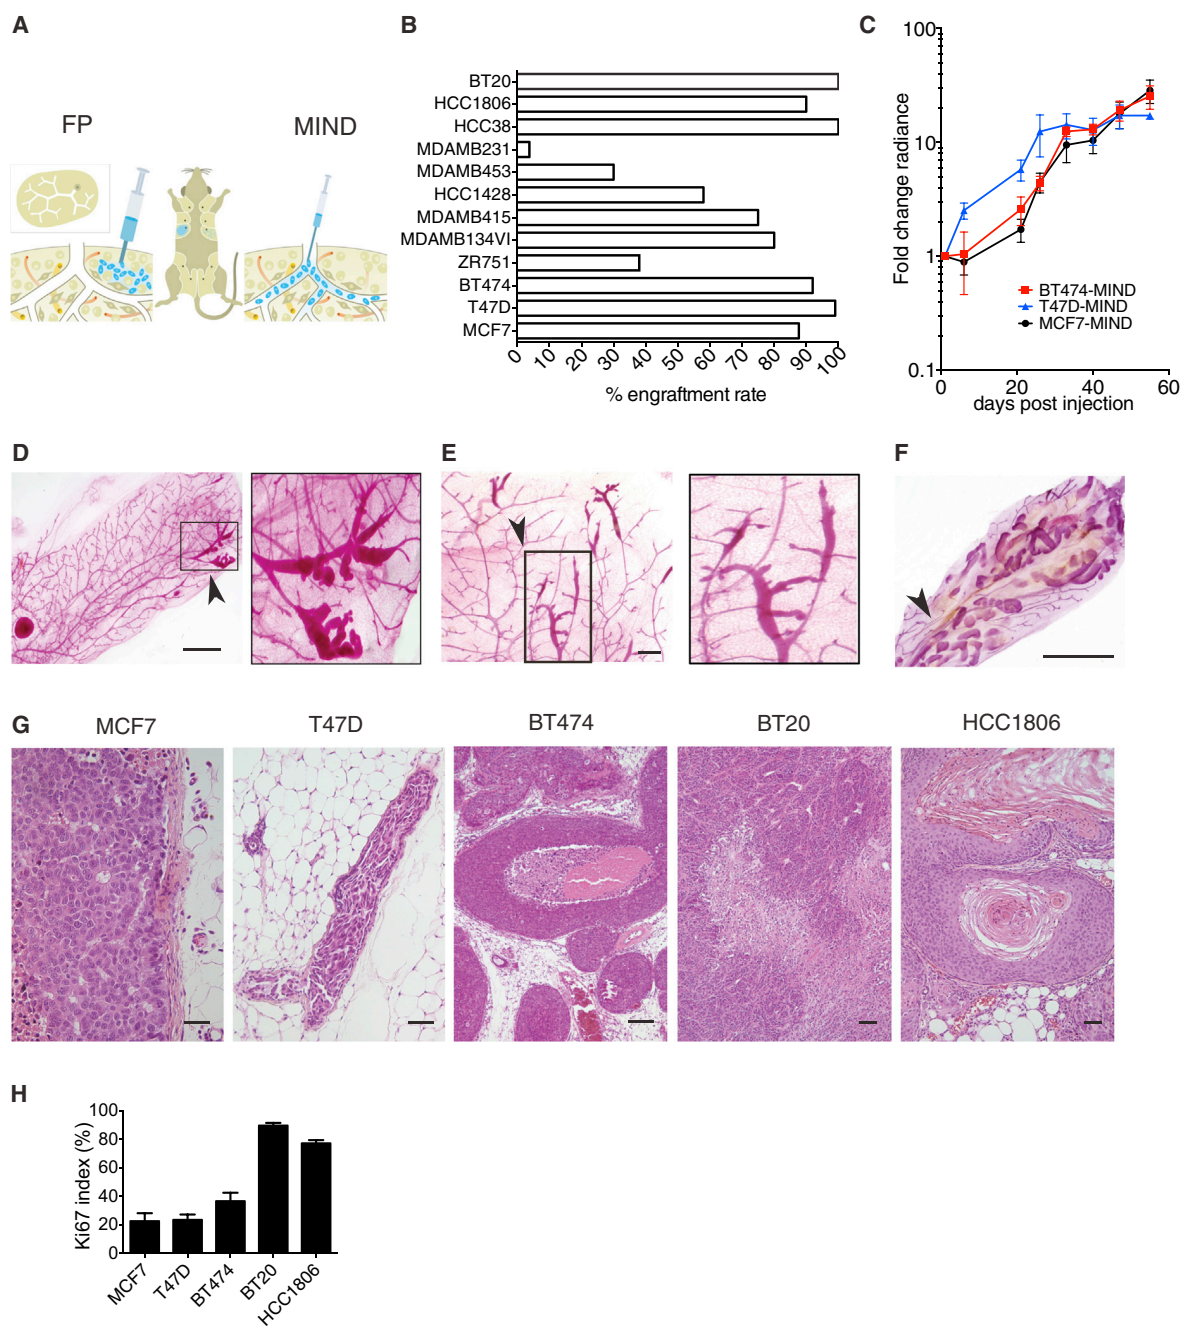 A
FP
MIND
B
BT20
HCC1806
HCC38
MDAMB231
MDAMB453
HCC1428
MDAMB415
MDAMB134VI
ZR751
BT474
T47D
MCF7
0 10 20 30 40 50 60 70 80 90 100
% engraftment rate
C
Fold change radiance
100
10
1
0.1
BT474-MIND
T47D-MIND
MCF7-MIND
0 20 40 60
days post injection
D
E
F
G
MCF7
T47D
BT474
BT20
HCC1806
H
Ki67 index (%)
100
80
60
40
20
0
MCF7
T47D
BT474
BT20
HCC1806